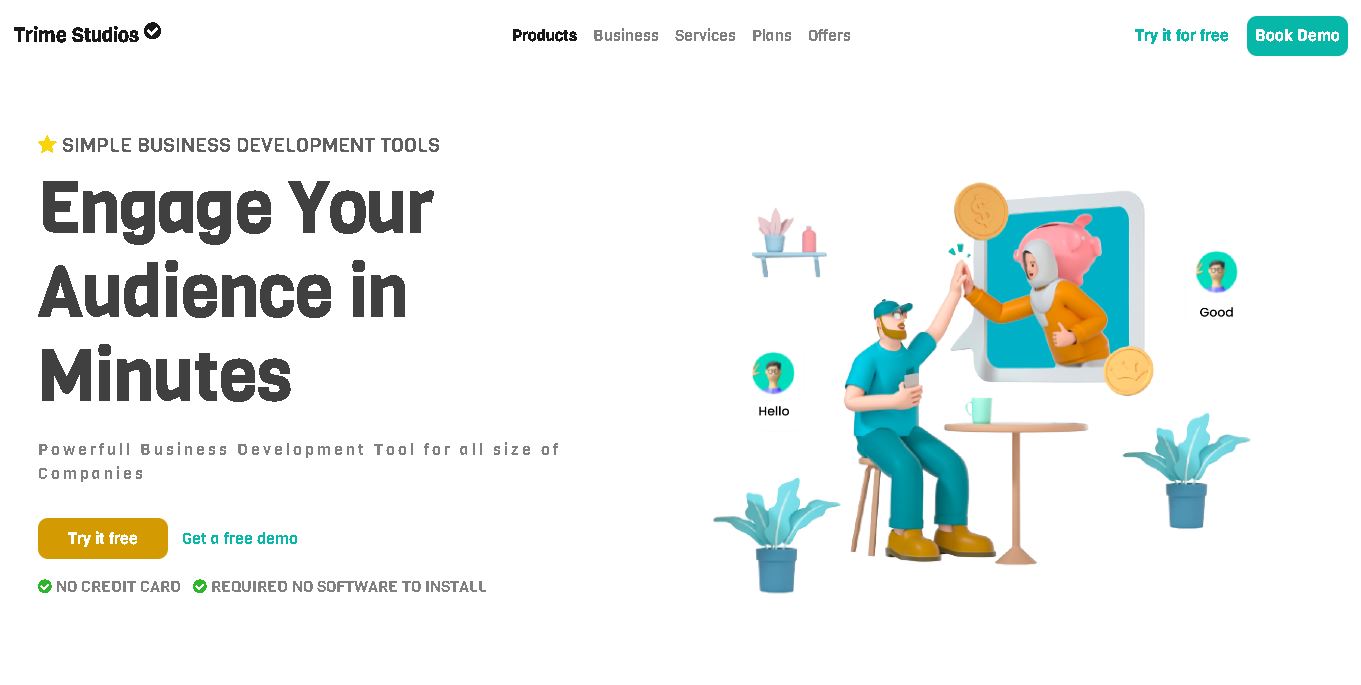 Trime Studios
Products Business Services Plans Offers
Try it for free Book Demo
SIMPLE BUSINESS DEVELOPMENT TOOLS
Engage Your
Audience in
Minutes
Powerfull Business Development Tool for all size of
Companies
Try it free Get a free demo
NO CREDIT CARD REQUIRED NO SOFTWARE TO INSTALL
Good
Hello